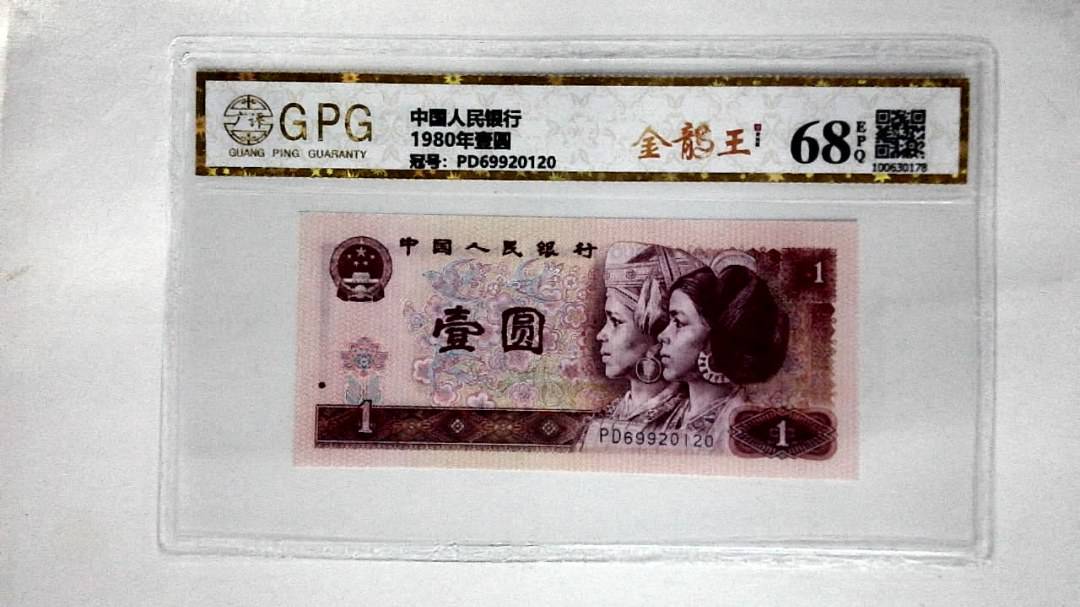 GPG
GUANG PING GUARANTY
中国人民银行
1980年壹圆
冠号：PD69920120
金龍王
68
EPQ
100630178
中国人民银行
壹圆
1
1
PD69920120
1